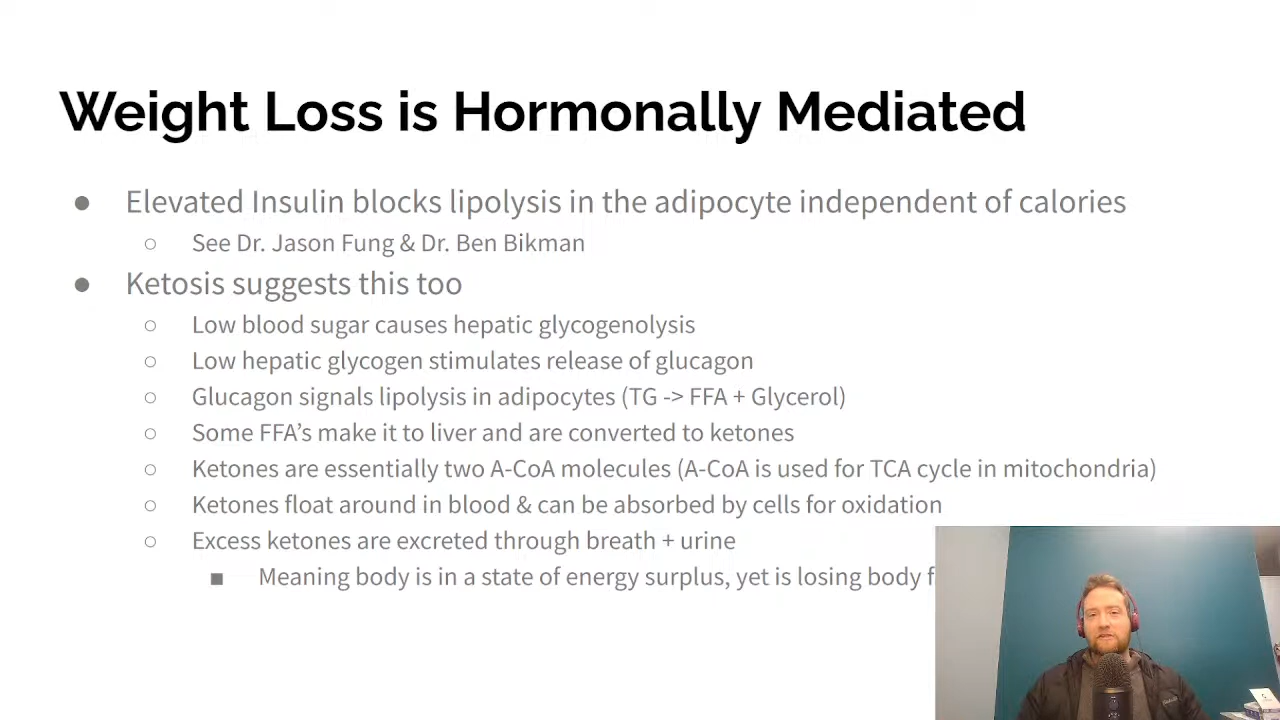 Weight Loss is Hormonally Mediated
● Elevated Insulin blocks lipolysis in the adipocyte independent of calories
○ See Dr. Jason Fung & Dr. Ben Bikman
● Ketosis suggests this too
○ Low blood sugar causes hepatic glycogenolysis
○ Low hepatic glycogen stimulates release of glucagon
○ Glucagon signals lipolysis in adipocytes (TG -> FFA + Glycerol)
○ Some FFA’s make it to liver and are converted to ketones
○ Ketones are essentially two A-CoA molecules (A-CoA is used for TCA cycle in mitochondria)
○ Ketones float around in blood & can be absorbed by cells for oxidation
○ Excess ketones are excreted through breath + urine
■ Meaning body is in a state of energy surplus, yet is losing body